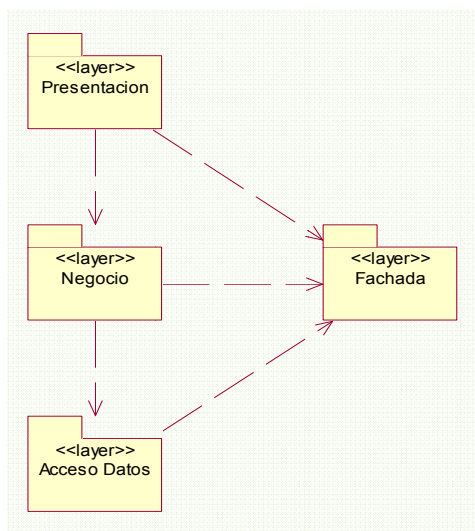 <<layer>>
Presentacion
<<layer>>
Negocio
<<layer>>
Fachada
<<layer>>
Acceso Datos